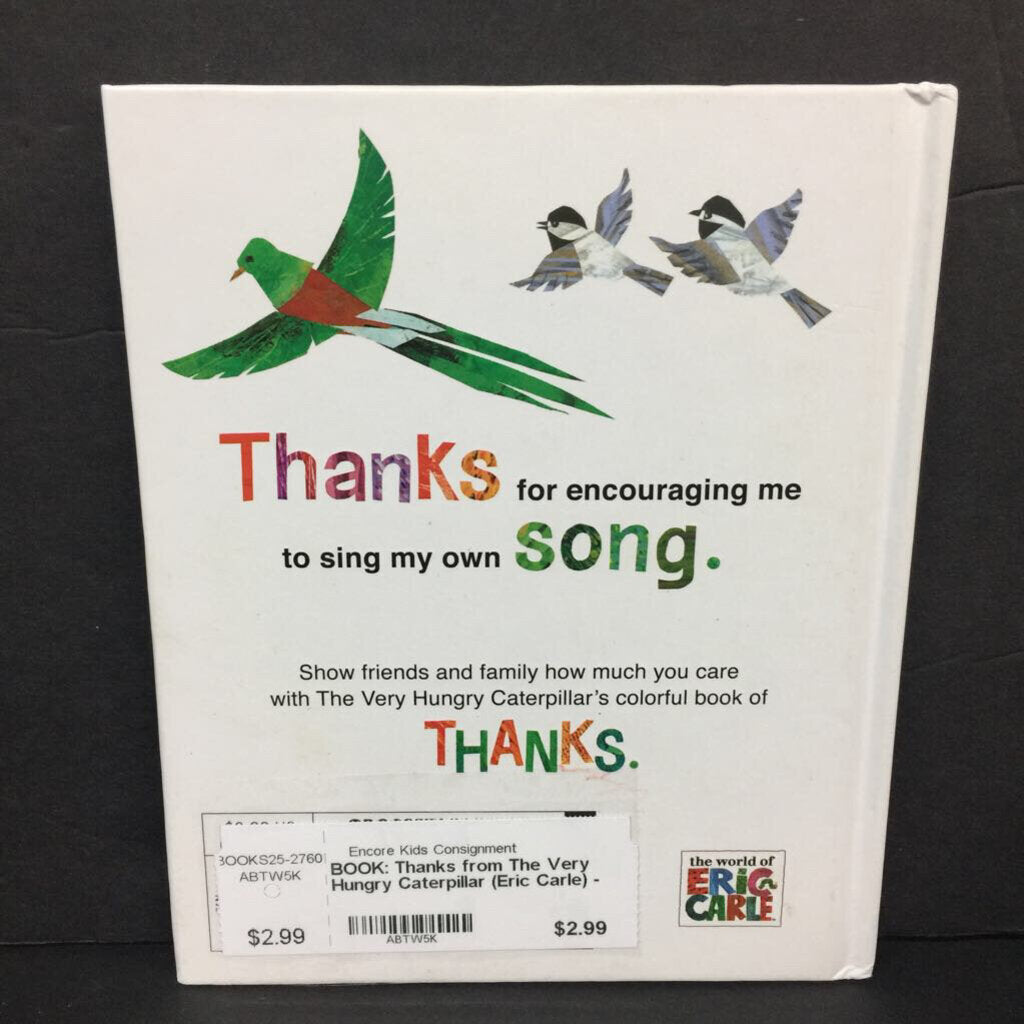 Thanks for encouraging me
to sing my own song.
Show friends and family how much you care
with The Very Hungry Caterpillar's colorful book of
THANKS.
BOOKS25-2760
ABTW5K
$2.99
Encore Kids Consignment
BOOK: Thanks from The Very
Hungry Caterpillar (Eric Carle) -
ABTW5K
$2.99
the world of
ERIC
CARLE